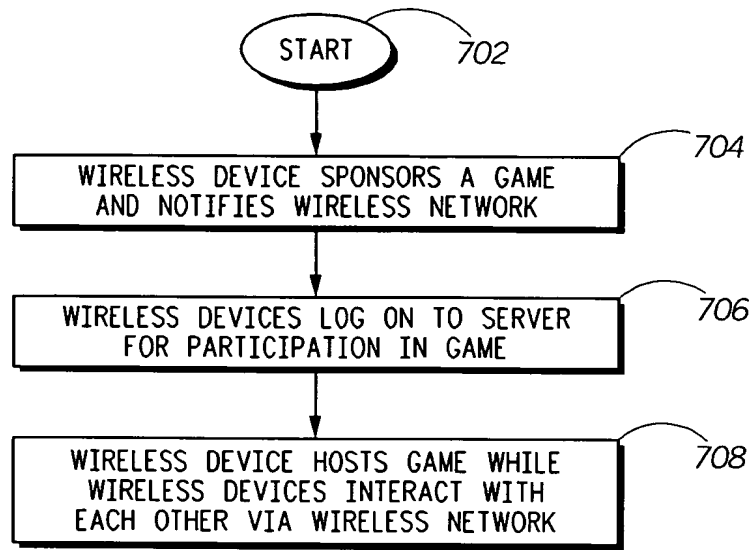 START
702
704
WIRELESS DEVICE SPONSORS A GAME
AND NOTIFIES WIRELESS NETWORK
706
WIRELESS DEVICES LOG ON TO SERVER
FOR PARTICIPATION IN GAME
708
WIRELESS DEVICE HOSTS GAME WHILE
WIRELESS DEVICES INTERACT WITH
EACH OTHER VIA WIRELESS NETWORK